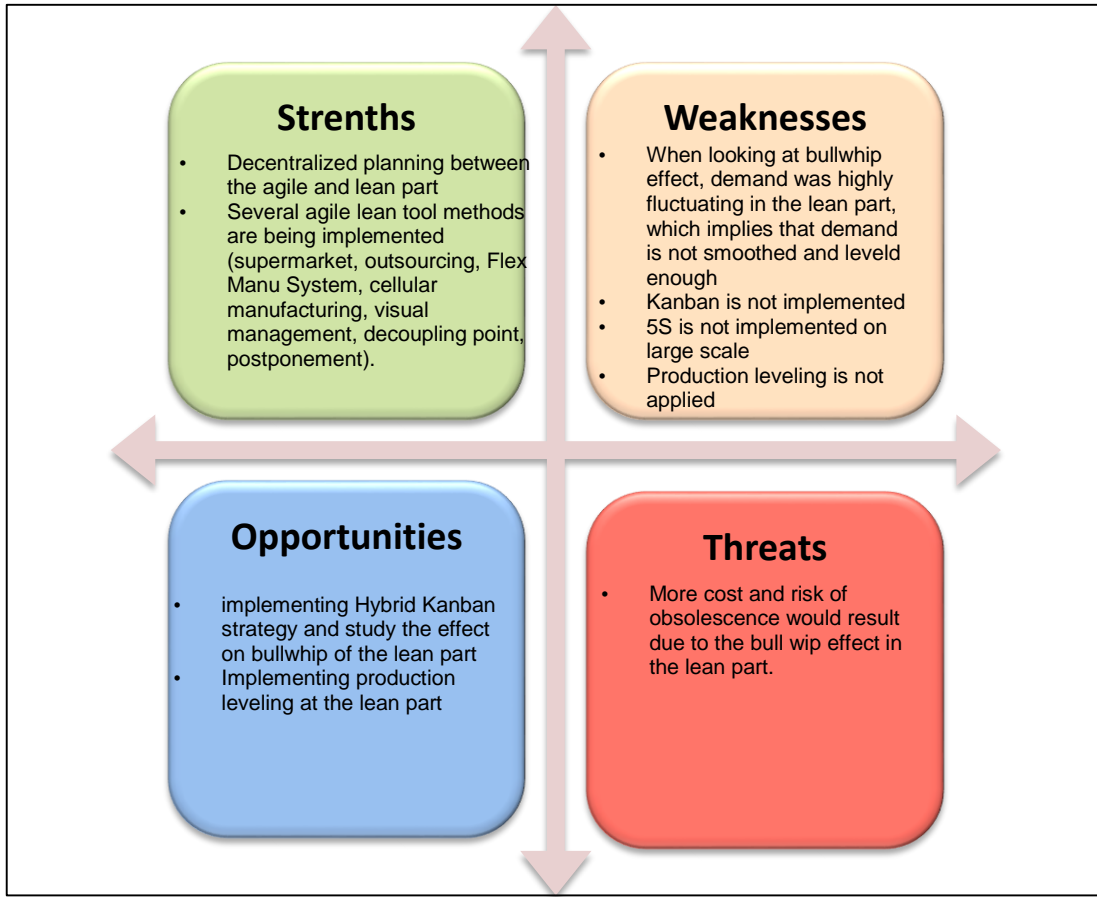 Strenths
• Decentralized planning between
the agile and lean part
• Several agile lean tool methods
are being implemented
(supermarket, outsourcing, Flex
Manu System, cellular
manufacturing, visual
management, decoupling point,
postponement).
Weaknesses
• When looking at bullwhip
effect, demand was highly
fluctuating in the lean part,
which implies that demand
is not smoothed and leveld
enough
• Kanban is not implemented
• 5S is not implemented on
large scale
• Production leveling is not
applied
Opportunities
• implementing Hybrid Kanban
strategy and study the effect
on bullwhip of the lean part
• Implementing production
leveling at the lean part
Threats
• More cost and risk of
obsolescence would result
due to the bull wip effect in
the lean part.